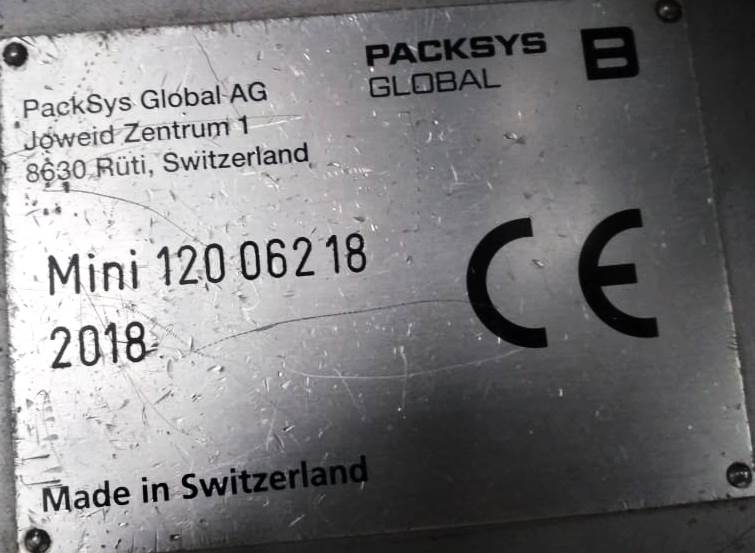 PACKSYS
GLOBAL
B
PackSys Global AG
Joweid Zentrum 1
8630 Rüti, Switzerland
Mini 120 062 18
2018
CE
Made in Switzerland